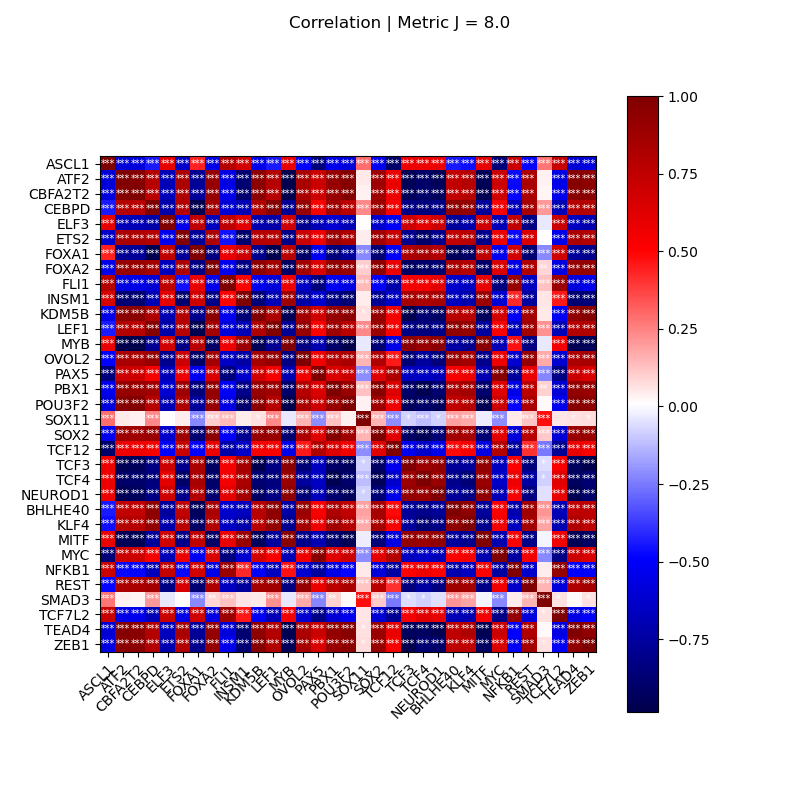 Correlation | Metric J = 8.0
ASCL1
ATF2
CBFA2T2
CEBPD
ELF3
ETS2
FOXA1
FOXA2
FLI1
INSM1
KDM5B
LEF1
MYB
OVOL2
PAX5
PBX1
POU3F2
SOX11
SOX2
TCF12
TCF3
TCF4
NEUROD1
BHLHE40
KLF4
MITF
MYC
NFKB1
REST
SMAD3
TCF7L2
TEAD4
ZEB1
ASCL1
ATF2
CBFA2T2
CEBPD
ELF3
ETS2
FOXA1
FOXA2
FLI1
INSM1
KDM5B
LEF1
MYB
OVOL2
PAX5
PBX1
POU3F2
SOX11
SOX2
TCF12
TCF3
TCF4
NEUROD1
BHLHE40
KLF4
MITF
MYC
NFKB1
REST
SMAD3
TCF7L2
TEAD4
ZEB1
1.00
0.75
0.50
0.25
0.00
−0.25
−0.50
−0.75